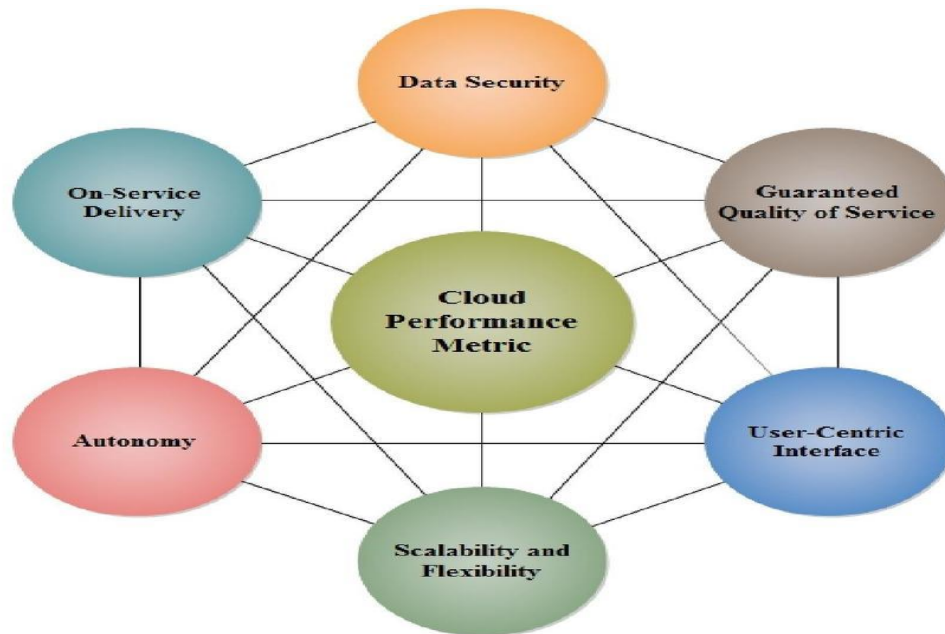 Data Security
On-Service
Delivery
Guaranteed
Quality of Service
Cloud
Performance
Metric
Autonomy
User-Centric
Interface
Scalability and
Flexibility